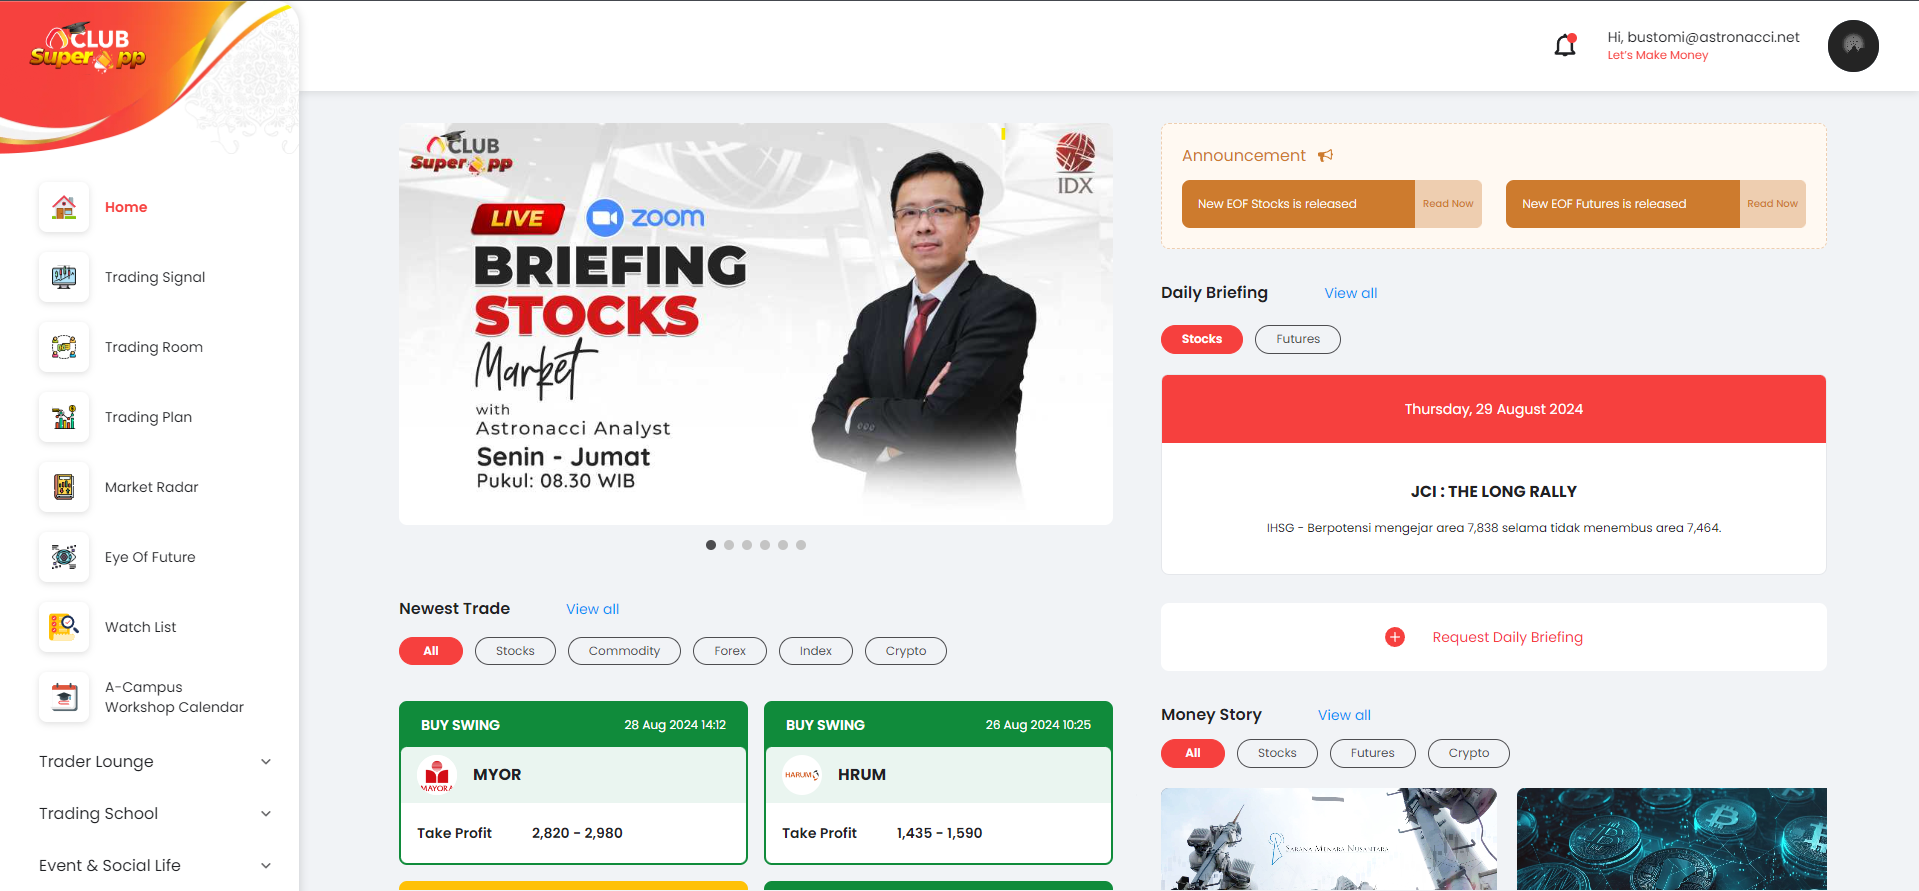 CLUB
Super App
Home
Trading Signal
Trading Room
Trading Plan
Market Radar
Eye Of Future
Watch List
A-Campus
Workshop Calendar
Trader Lounge
Trading School
Event & Social Life
Hi, bustomi@astronacci.net
Let's Make Money
CLUB
Super App
IDX
LIVE
zoom
BRIEFING
STOCKS
Market
with
Astronacci Analyst
Senin - Jumat
Pukul: 08.30 WIB
Newest Trade View all
All Stocks Commodity Forex Index Crypto
BUY SWING 28 Aug 2024 14:12
MAYORA
MYOR
Take Profit 2,820 - 2,980
BUY SWING 26 Aug 2024 10:25
HARUM
HRUM
Take Profit 1,435 - 1,590
Announcement
New EOF Stocks is released Read Now
New EOF Futures is released Read Now
Daily Briefing View all
Stocks Futures
Thursday, 29 August 2024
JCI : THE LONG RALLY
IHSG - Berpotensi mengejar area 7,838 selama tidak menembus area 7,464.
Request Daily Briefing
Money Story View all
All Stocks Futures Crypto
Sarana Menara Nusantara